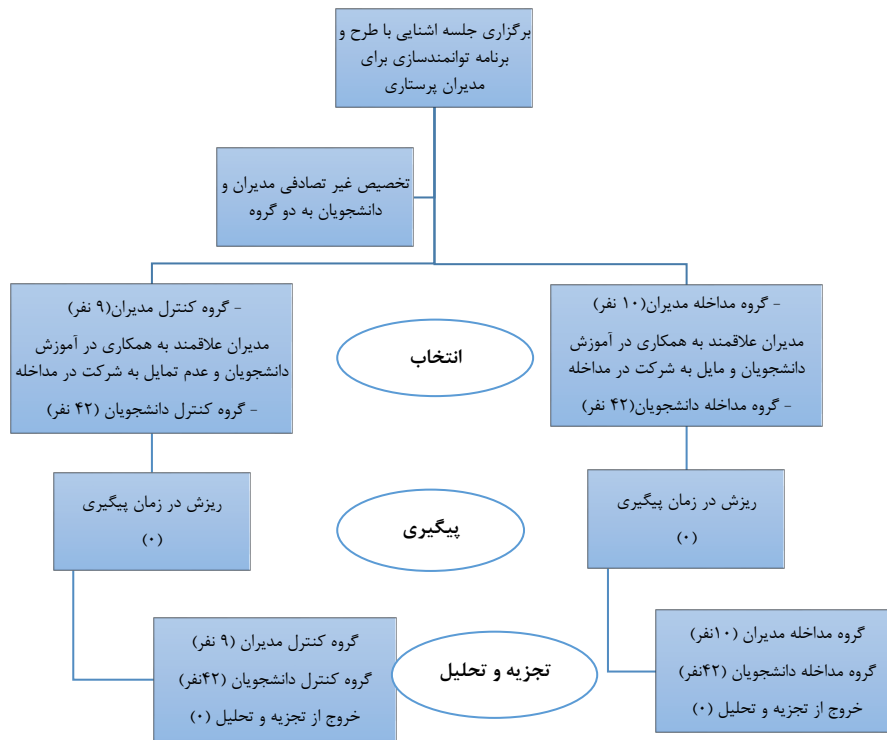 برگزاری جلسه اشنایی با طرح و
برنامه توانمندسازی برای
مدیران پرستاری
تخصیص غیر تصادفی مدیران و
دانشجویان به دو گروه
- گروه مداخله مدیران(۱۰ نفر)
مدیران علاقمند به همکاری در آموزش
دانشجویان و مایل به شرکت در مداخله
- گروه مداخله دانشجویان(۴۲ نفر)
انتخاب
- گروه کنترل مدیران(۹ نفر)
مدیران علاقمند به همکاری در آموزش
دانشجویان و عدم تمایل به شرکت در مداخله
- گروه کنترل دانشجویان (۴۲ نفر)
ریزش در زمان پیگیری
(۰)
پیگیری
ریزش در زمان پیگیری
(۰)
گروه مداخله مدیران (۱۰نفر)
گروه مداخله دانشجویان (۴۲نفر)
خروج از تجزیه و تحلیل (۰)
تجزیه و تحلیل
گروه کنترل مدیران (۹ نفر)
گروه کنترل دانشجویان (۴۲نفر)
خروج از تجزیه و تحلیل (۰)